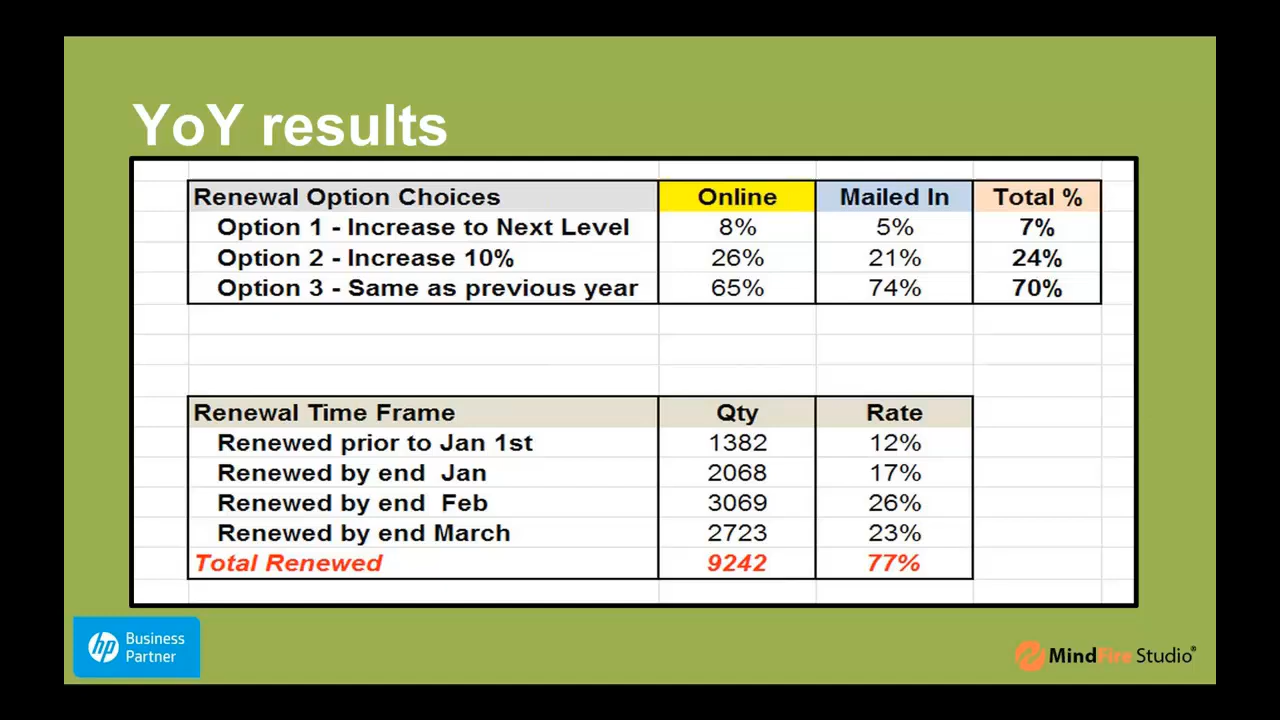 YoY results
Renewal Option Choices Online Mailed In Total %
Option 1 - Increase to Next Level 8% 5% 7%
Option 2 - Increase 10% 26% 21% 24%
Option 3 - Same as previous year 65% 74% 70%
Renewal Time Frame Qty Rate
Renewed prior to Jan 1st 1382 12%
Renewed by end Jan 2068 17%
Renewed by end Feb 3069 26%
Renewed by end March 2723 23%
Total Renewed 9242 77%
hp Business
Partner
MindFire Studio®